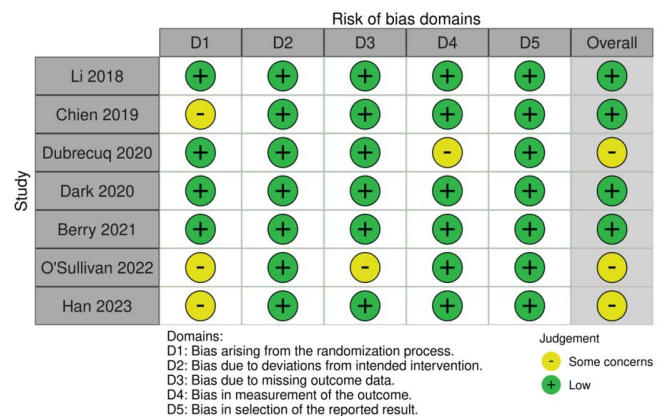 Risk of bias domains
D1 D2 D3 D4 D5 Overall
Study
Li 2018 + + + + + +
Chien 2019 - + + + + +
Dubrecuq 2020 + + + - + -
Dark 2020 + + + + + +
Berry 2021 + + + + + +
O'Sullivan 2022 - + - + + -
Han 2023 - + + + + -
Domains:
D1: Bias arising from the randomization process.
D2: Bias due to deviations from intended intervention.
D3: Bias due to missing outcome data.
D4: Bias in measurement of the outcome.
D5: Bias in selection of the reported result.
Judgement
- Some concerns
+ Low